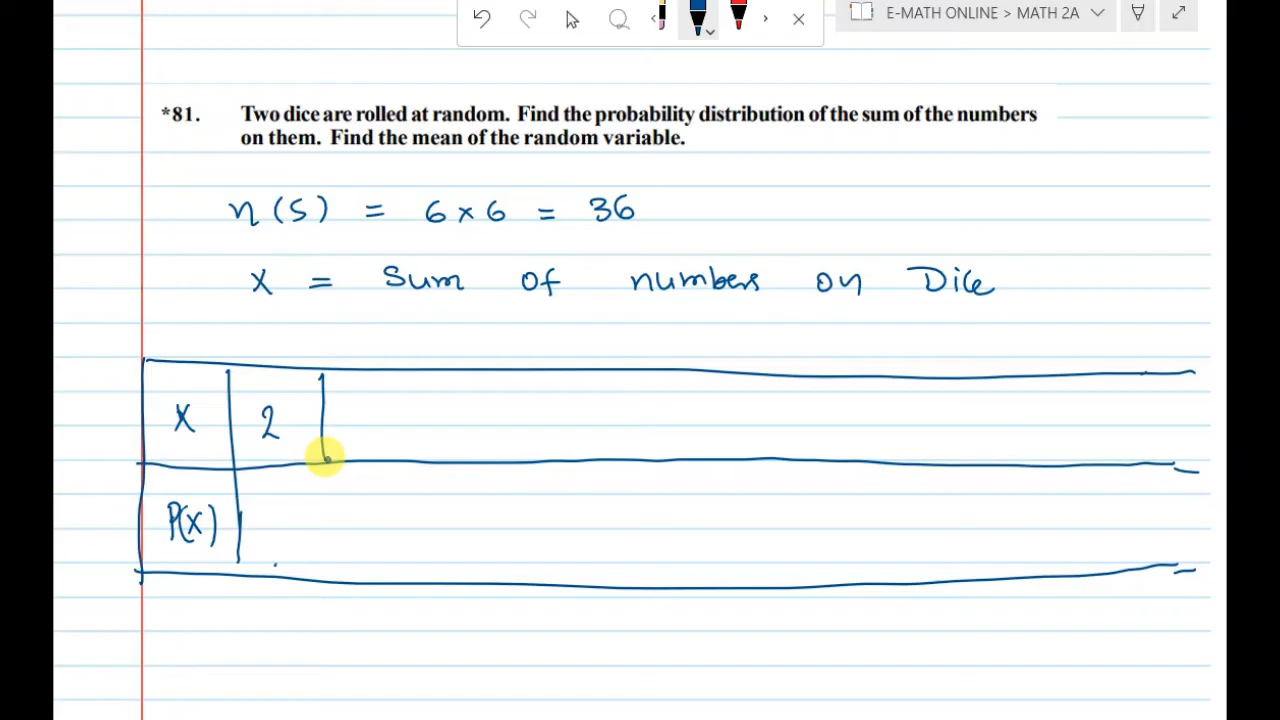 E-MATH ONLINE > MATH 2A
*81. Two dice are rolled at random. Find the probability distribution of the sum of the numbers
on them. Find the mean of the random variable.
n(S) = 6 × 6 = 36
X = Sum of numbers on Dice
X 2
P(X)